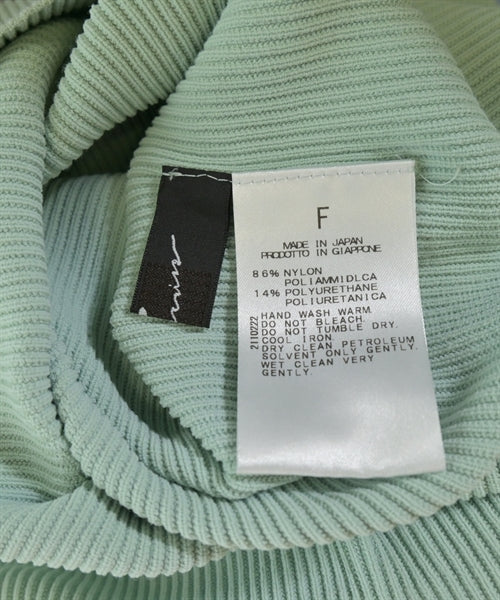 F
MADE IN JAPAN
PRODOTTO IN GIAPPONE
86% NYLON
POLIAMMIDLCA
14% POLYURETHANE
POLIURETANICA
HAND WASH WARM.
DO NOT BLEACH.
DO NOT TUMBLE DRY.
COOL IRON.
DRY CLEAN PETROLEUM
SOLVENT ONLY GENTLY.
WET CLEAN VERY
GENTLY.
2110222